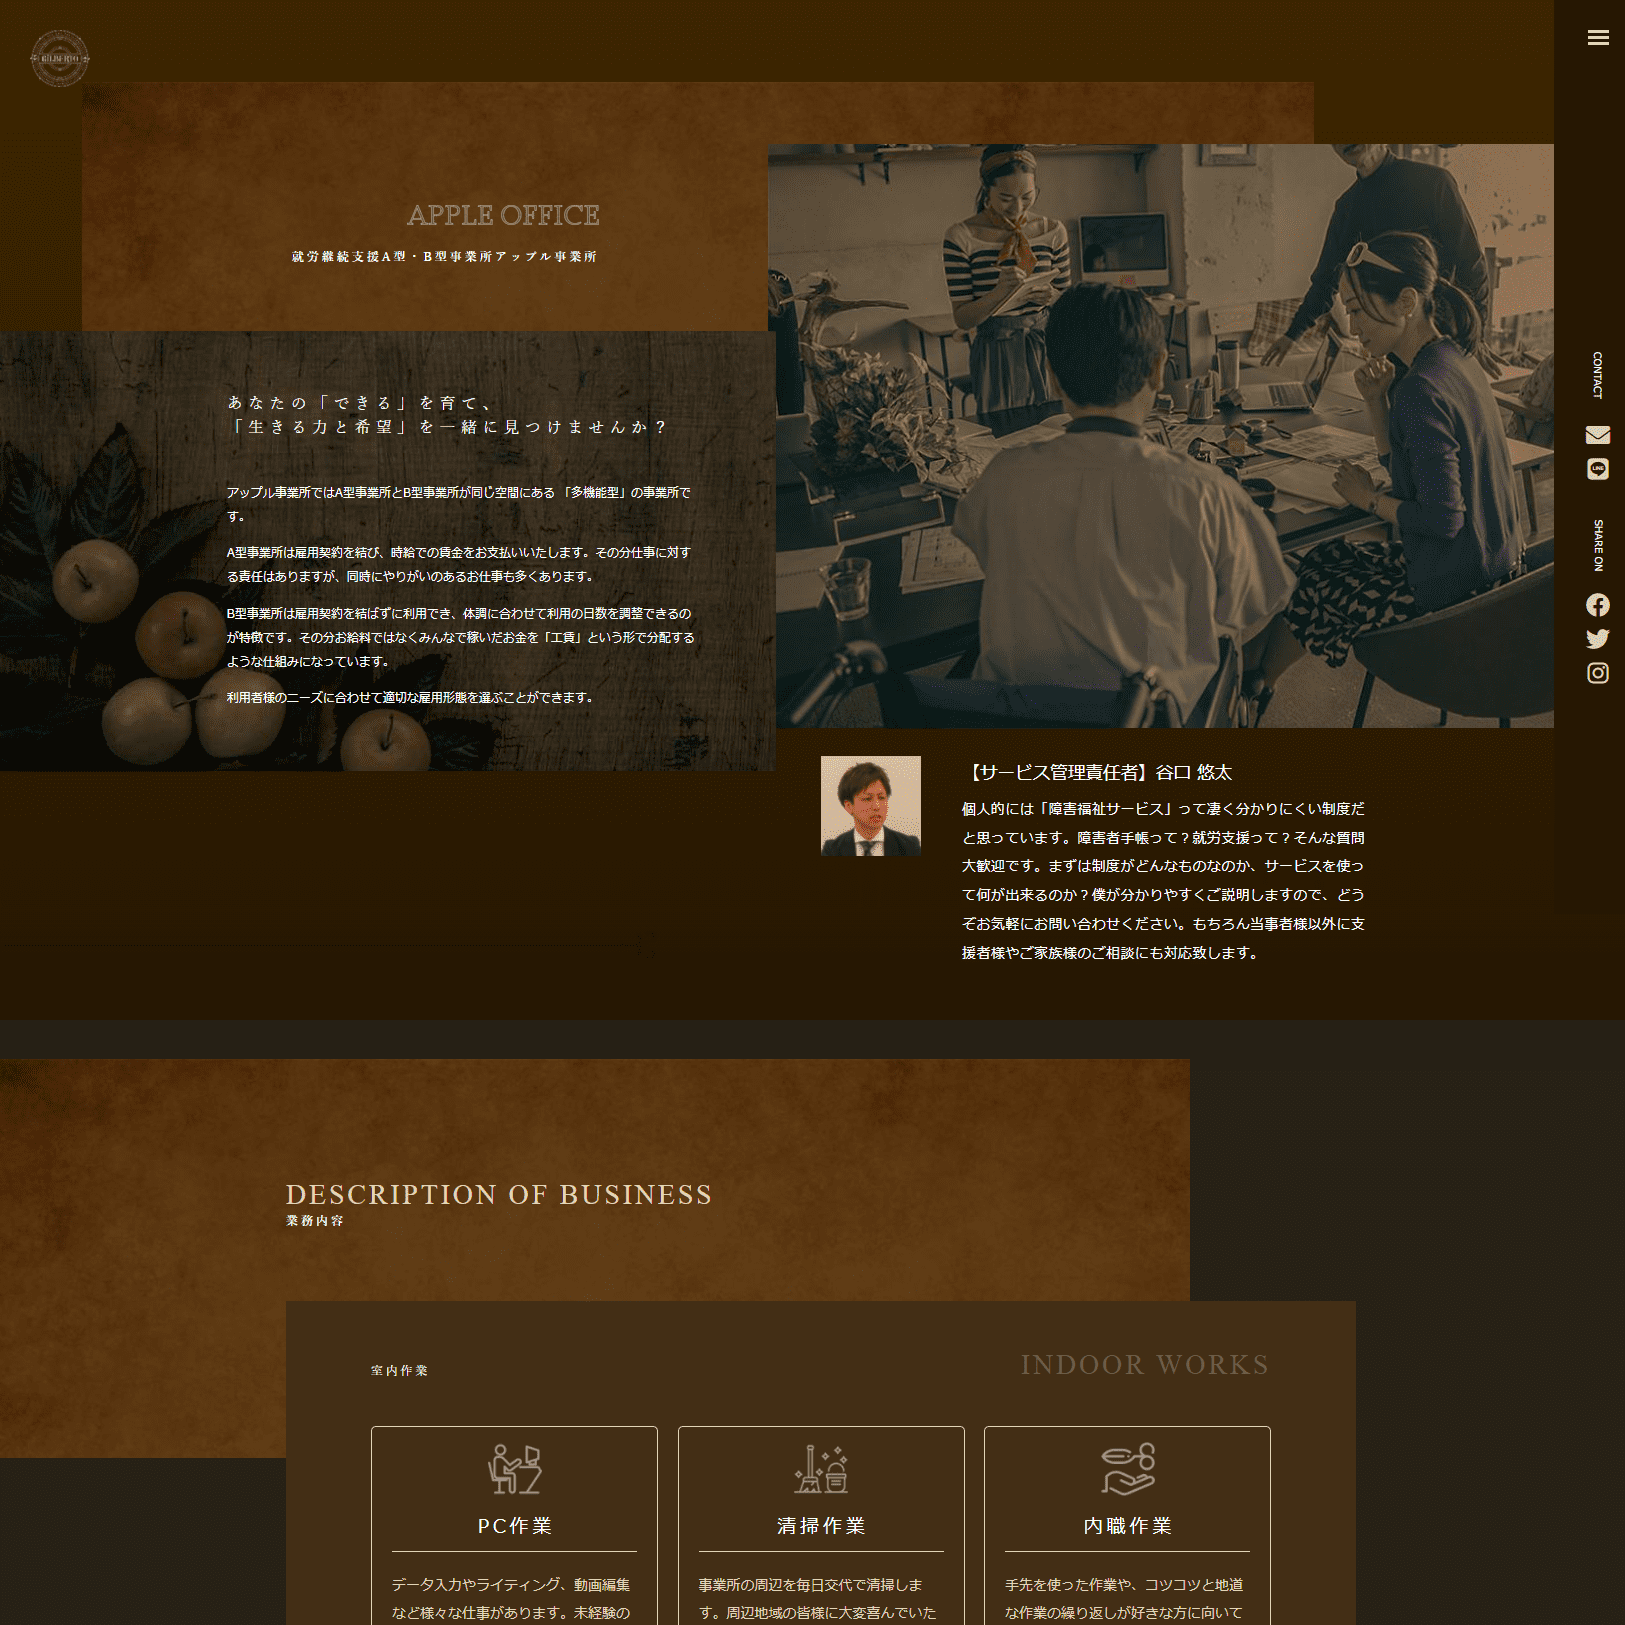 GILBERTO
APPLE OFFICE
就労継続支援A型・B型事業所アップル事業所
あなたの「できる」を育て、
「生きる力と希望」を一緒に見つけませんか？
アップル事業所ではA型事業所とB型事業所が同じ空間にある 「多機能型」の事業所で
す。
A型事業所は雇用契約を結び、時給での賃金をお支払いいたします。その分仕事に対す
る責任はありますが、同時にやりがいのあるお仕事も多くあります。
B型事業所は雇用契約を結ばずに利用でき、体調に合わせて利用の日数を調整できるの
が特徴です。その分お給料ではなくみんなで稼いだお金を「工賃」という形で分配する
ような仕組みになっています。
利用者様のニーズに合わせて適切な雇用形態を選ぶことができます。
CONTACT
LINE
SHARE ON
【サービス管理責任者】谷口 悠太
個人的には「障害福祉サービス」って凄く分かりにくい制度だ
と思っています。障害者手帳って？就労支援って？そんな質問
大歓迎です。まずは制度がどんなものなのか、サービスを使っ
て何が出来るのか？僕が分かりやすくご説明しますので、どう
ぞお気軽にお問い合わせください。もちろん当事者様以外に支
援者様やご家族様のご相談にも対応致します。
DESCRIPTION OF BUSINESS
業務内容
室内作業
INDOOR WORKS
PC作業
データ入力やライティング、動画編集
など様々な仕事があります。未経験の
清掃作業
事業所の周辺を毎日交代で清掃しま
す。周辺地域の皆様に大変喜んでいた
内職作業
手先を使った作業や、コツコツと地道
な作業の繰り返しが好きな方に向いて